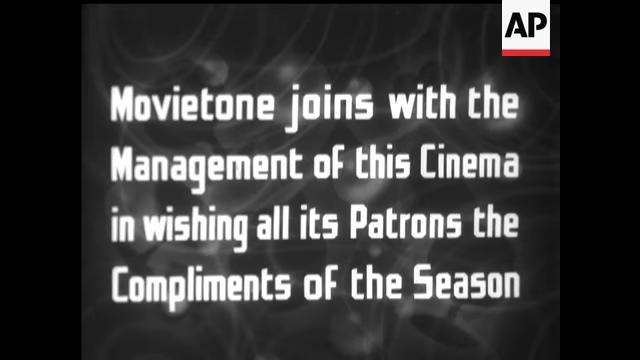 AP
Movietone joins with the
Management of this Cinema
in wishing all its Patrons the
Compliments of the Season